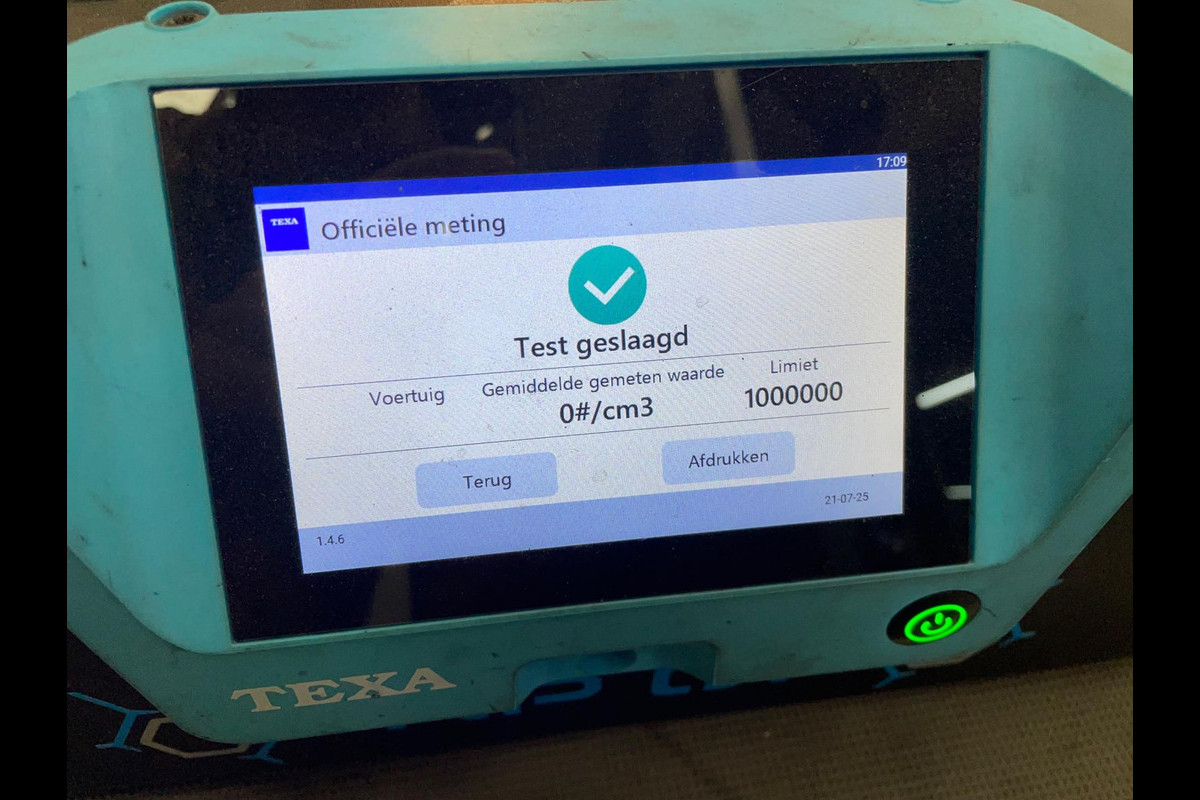 17:09
TEXA Officiële meting
Test geslaagd
Voertuig Gemiddelde gemeten waarde Limiet
0#/cm3 1000000
Terug Afdrukken
1.4.6 21-07-25
TEXA